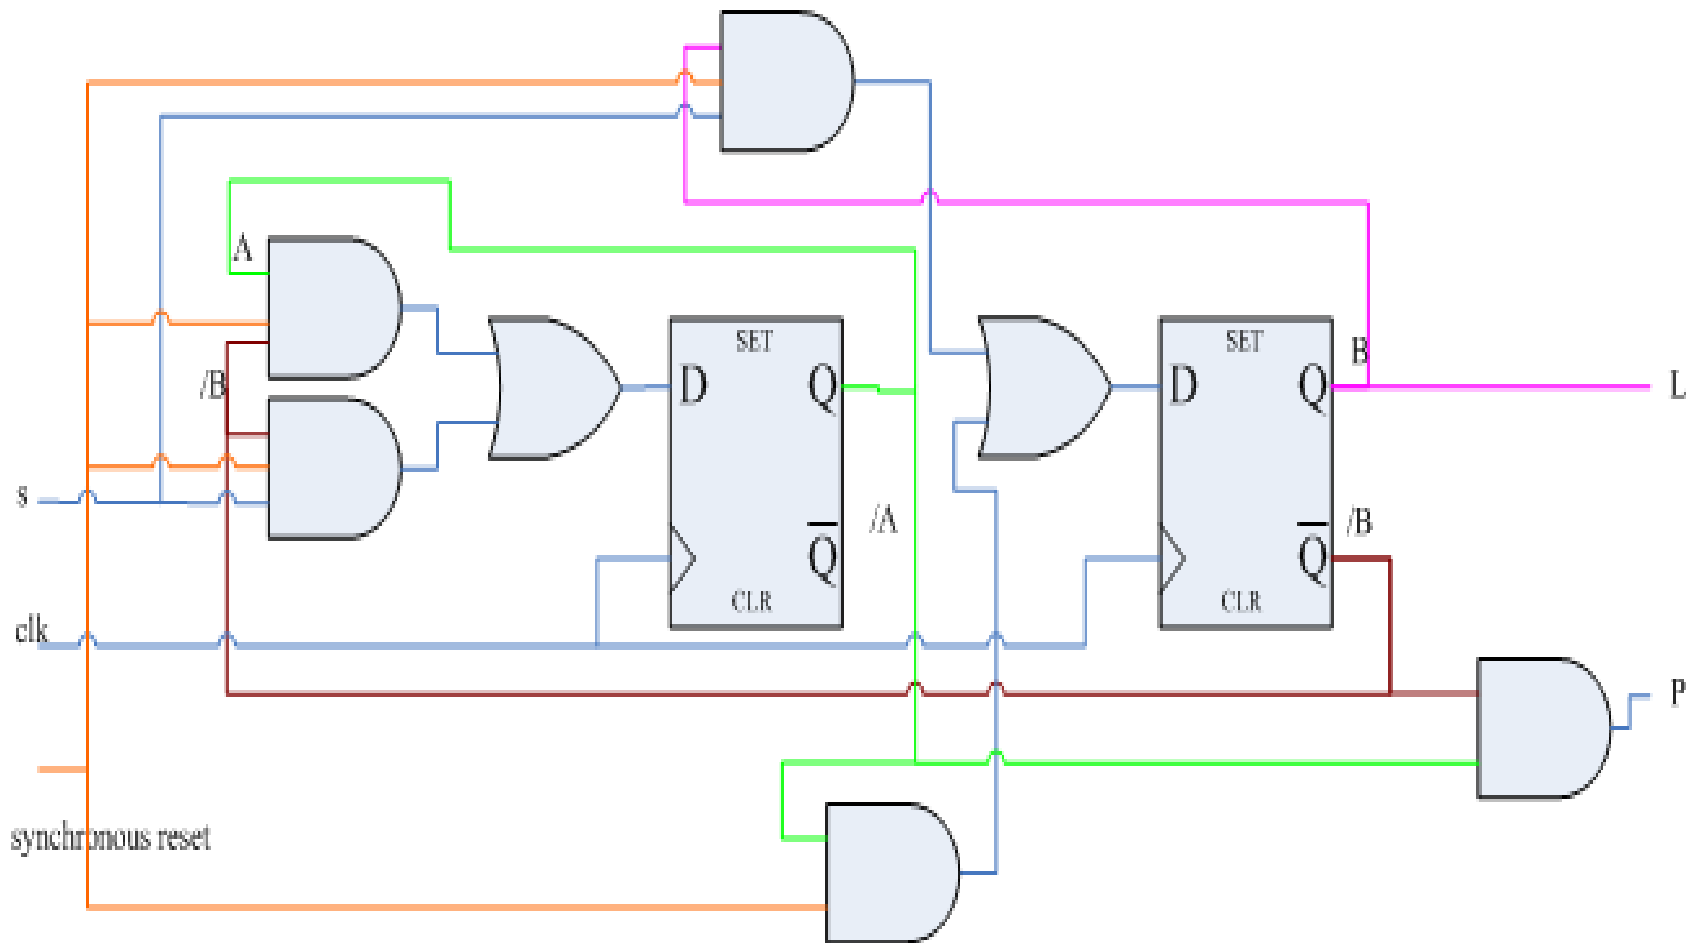 A
SET
SET
B
/B
D
Q
D
Q
L
s
/A
/B
Q
Q
CLR
CLR
clk
P
synchronous reset